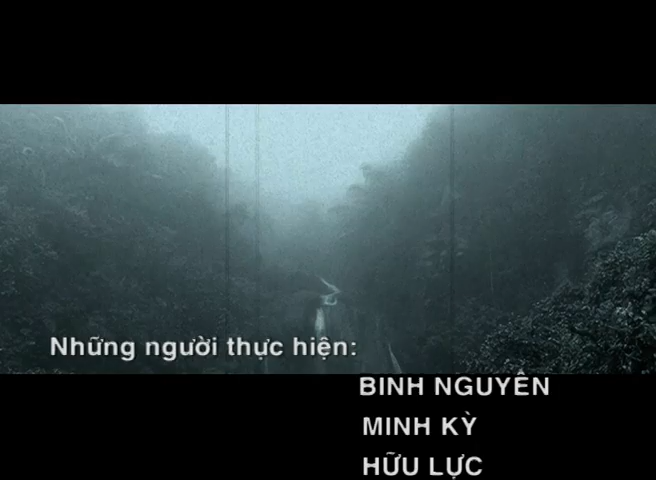 Những người thực hiện:
BINH NGUYÊN
MINH KỲ
HỮU LỰC